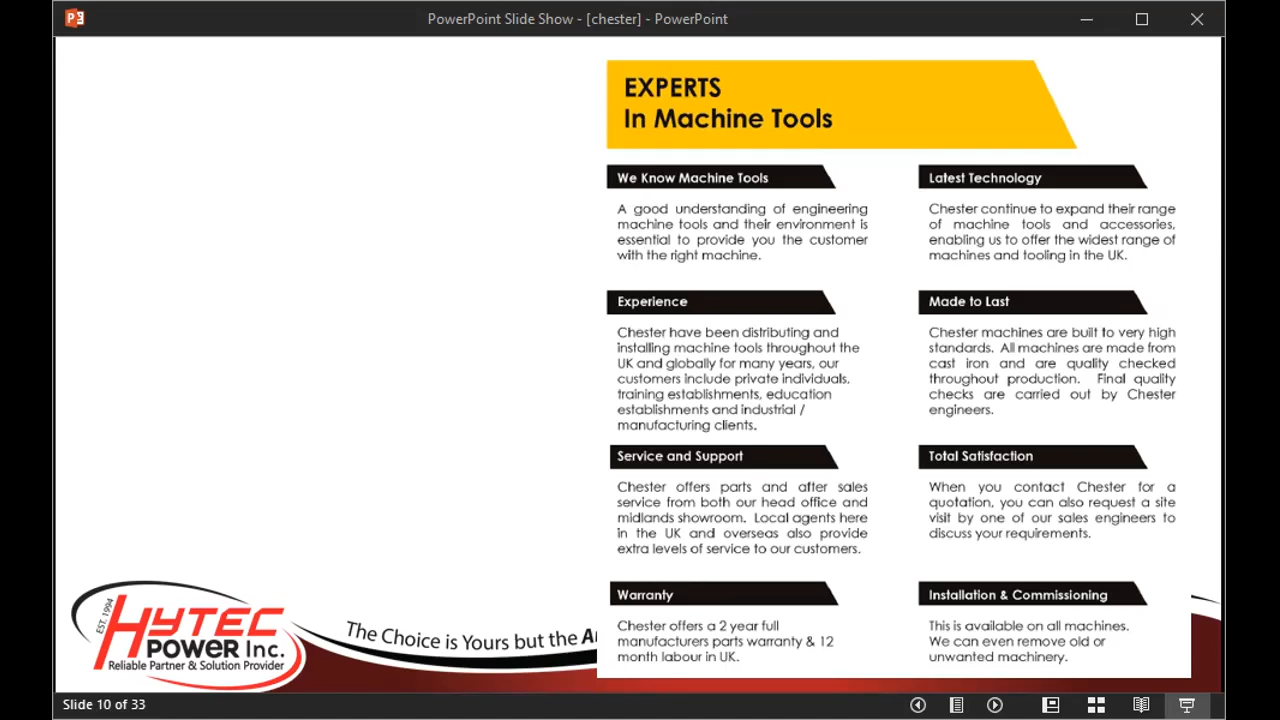 PowerPoint Slide Show - [chester] - PowerPoint
EXPERTS
In Machine Tools
We Know Machine Tools
A good understanding of engineering
machine tools and their environment is
essential to provide you the customer
with the right machine.
Latest Technology
Chester continue to expand their range
of machine tools and accessories,
enabling us to offer the widest range of
machines and tooling in the UK.
Experience
Chester have been distributing and
installing machine tools throughout the
UK and globally for many years, our
customers include private individuals,
training establishments, education
establishments and industrial /
manufacturing clients.
Made to Last
Chester machines are built to very high
standards. All machines are made from
cast iron and are quality checked
throughout production. Final quality
checks are carried out by Chester
engineers.
Service and Support
Chester offers parts and after sales
service from both our head office and
midlands showroom. Local agents here
in the UK and overseas also provide
extra levels of service to our customers.
Total Satisfaction
When you contact Chester for a
quotation, you can also request a site
visit by one of our sales engineers to
discuss your requirements.
Warranty
Chester offers a 2 year full
manufacturers parts warranty & 12
month labour in UK.
Installation & Commissioning
This is available on all machines.
We can even remove old or
unwanted machinery.
EST. 1994
HYTEC
POWER Inc.
Reliable Partner & Solution Provider
The Choice is Yours but the
Slide 10 of 33